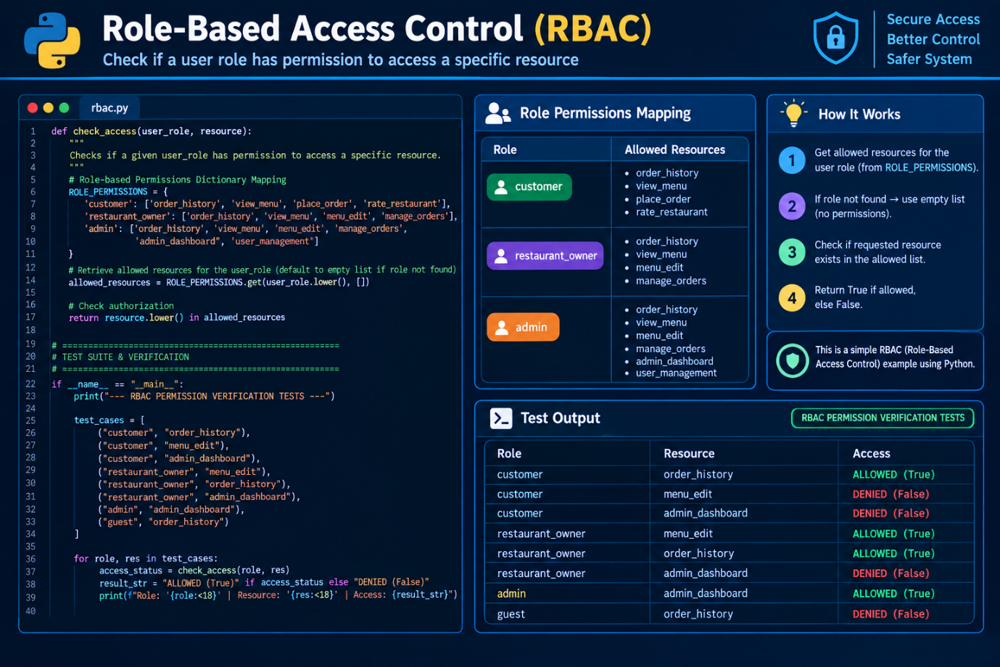 Role-Based Access Control (RBAC)
Check if a user role has permission to access a specific resource
Secure Access
Better Control
Safer System
rbac.py
1 def check_access(user_role, resource):
2 """
3 Checks if a given user_role has permission to access a specific resource.
4 """
5 # Role-based Permissions Dictionary Mapping
6 ROLE_PERMISSIONS = {
7 'customer': ['order_history', 'view_menu', 'place_order', 'rate_restaurant'],
8 'restaurant_owner': ['order_history', 'view_menu', 'menu_edit', 'manage_orders'],
9 'admin': ['order_history', 'view_menu', 'menu_edit', 'manage_orders',
10 'admin_dashboard", 'user_management"]
11 }
12 # Retrieve allowed resources for the user_role (default to empty list if role not found)
14 allowed_resources = ROLE_PERMISSIONS.get(user_role.lower(), [])
15
16 # Check authorization
17 return resource.lower() in allowed_resources
18
19 # =====================================================
20 # TEST SUITE & VERIFICATION
21 # =====================================================
22 if __name__ == "__main__":
23 print("--- RBAC PERMISSION VERIFICATION TESTS ---")
24
25 test_cases = [
26 ("customer", "order_history"),
27 ("customer", "menu_edit"),
28 ("customer", "admin_dashboard"),
29 ("restaurant_owner", "menu_edit"),
30 ("restaurant_owner", "order_history"),
31 ("restaurant_owner", "admin_dashboard"),
32 ("admin", "admin_dashboard"),
33 ("guest", "order_history")
34 ]
35
36 for role, res in test_cases:
37 access_status = check_access(role, res)
38 result_str = "ALLOWED (True)" if access_status else "DENIED (False)"
39 print(f"Role: '{role:<18}' | Resource: '{res:<18}' | Access: {result_str}")
40
Role Permissions Mapping
Role Allowed Resources
customer
• order_history
• view_menu
• place_order
• rate_restaurant
restaurant_owner
• order_history
• view_menu
• menu_edit
• manage_orders
admin
• order_history
• view_menu
• menu_edit
• manage_orders
• admin_dashboard
• user_management
How It Works
1 Get allowed resources for the
user role (from ROLE_PERMISSIONS).
2 If role not found → use empty list
(no permissions).
3 Check if requested resource
exists in the allowed list.
4 Return True if allowed,
else False.
This is a simple RBAC (Role-Based
Access Control) example using Python.
Test Output
RBAC PERMISSION VERIFICATION TESTS
Role Resource Access
customer order_history ALLOWED (True)
customer menu_edit DENIED (False)
customer admin_dashboard DENIED (False)
restaurant_owner menu_edit ALLOWED (True)
restaurant_owner order_history ALLOWED (True)
restaurant_owner admin_dashboard DENIED (False)
admin admin_dashboard ALLOWED (True)
guest order_history DENIED (False)